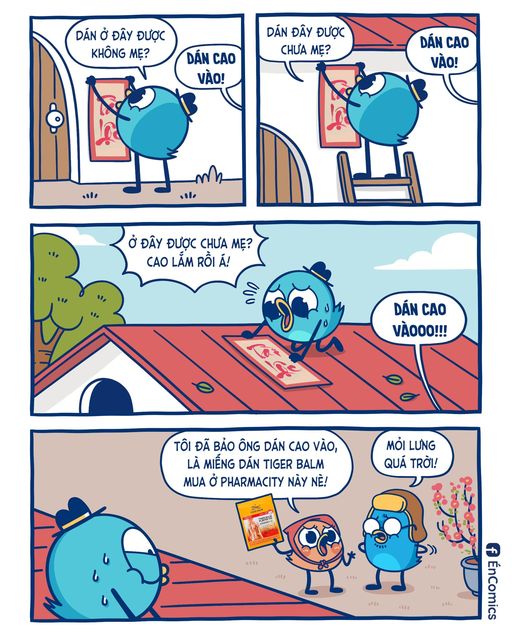 DÁN Ở ĐÂY ĐƯỢC
KHÔNG MẸ?
DÁN CAO
VÀO!
DÁN ĐÂY ĐƯỢC
CHƯA MẸ?
DÁN CAO
VÀO!
Ở ĐÂY ĐƯỢC CHƯA MẸ?
CAO LẮM RỒI Á!
DÁN CAO
VÀOOO!!!
TÔI ĐÃ BẢO ÔNG DÁN CAO VÀO,
LÀ MIẾNG DÁN TIGER BALM
MUA Ở PHARMACITY NÀY NÈ!
MỎI LƯNG
QUÁ TRỜI!
ÉnComics